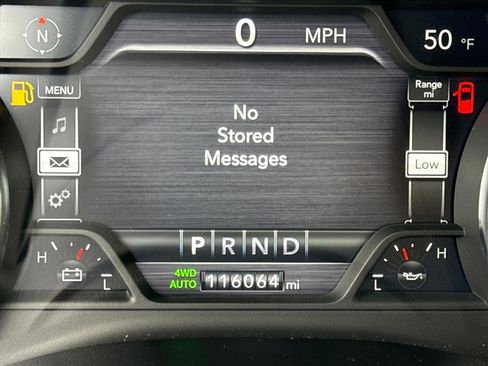 N
0 MPH
50 °F
MENU
Range
mi
No
Stored
Messages
Low
P R N D
H
L
4WD
AUTO
116064 mi
H
L